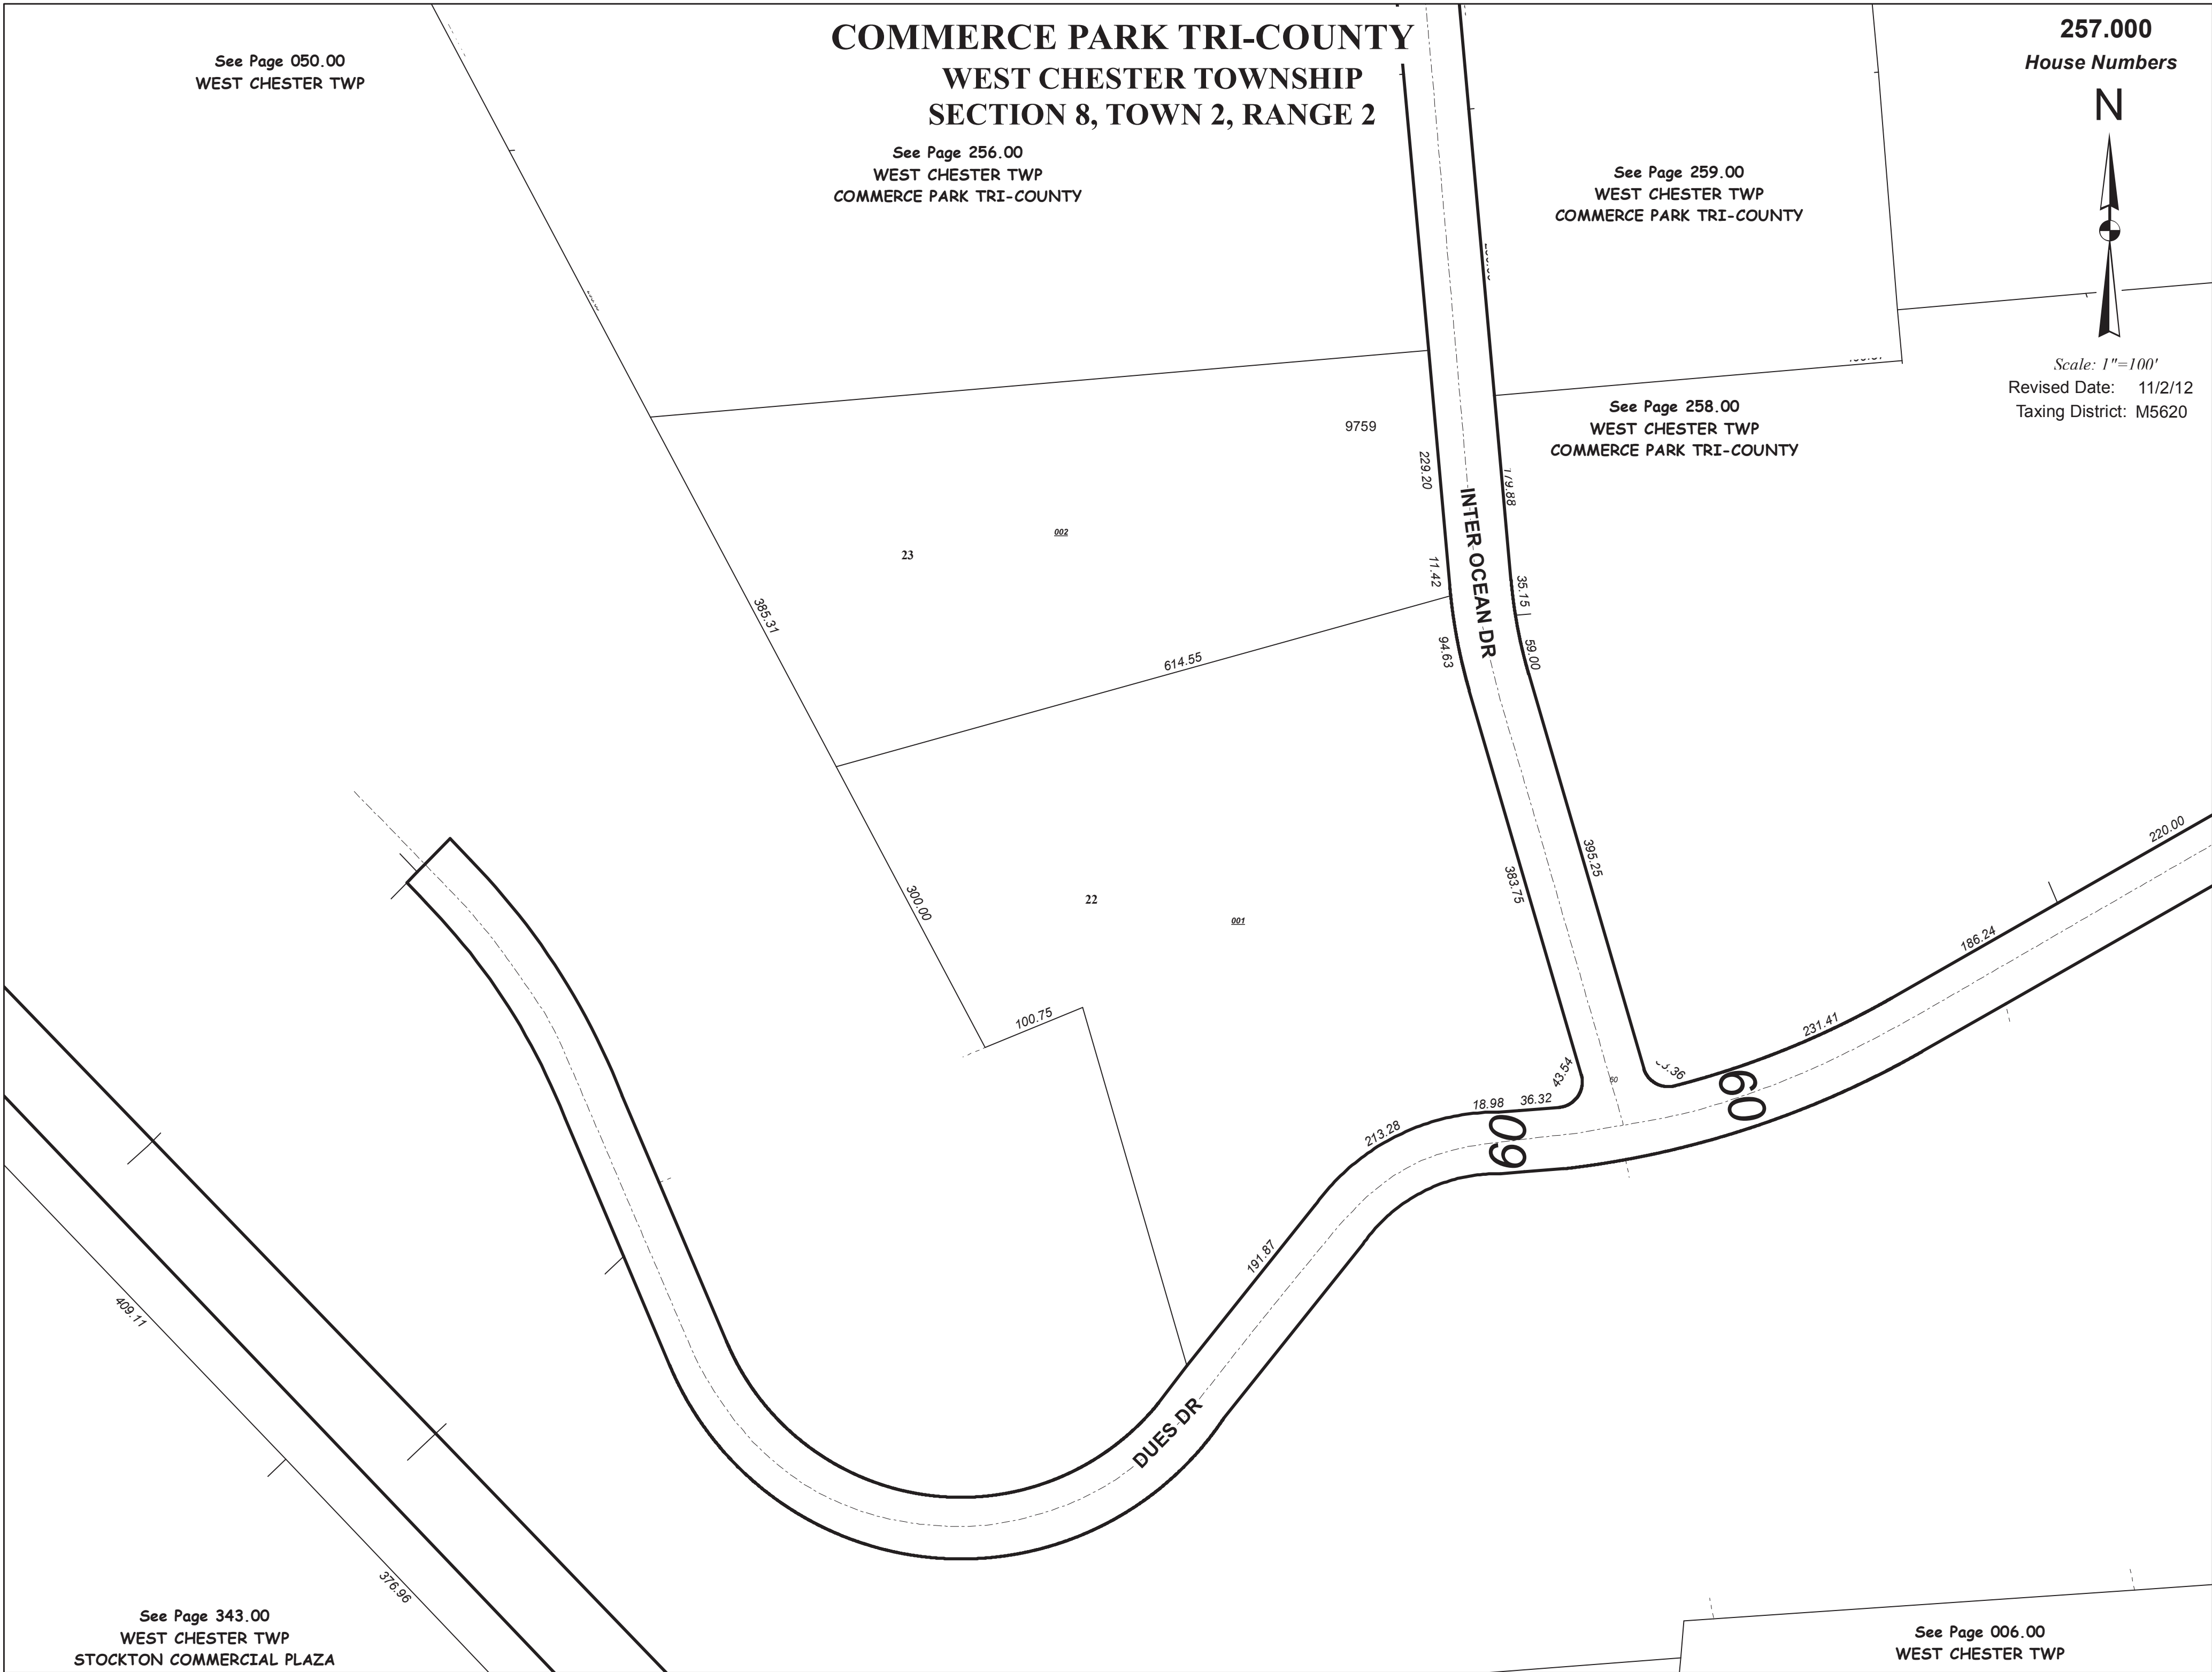 COMMERCE PARK TRI-COUNTY
WEST CHESTER TOWNSHIP
SECTION 8, TOWN 2, RANGE 2
257.000
House Numbers
N
Scale: 1"=100'
Revised Date: 11/2/12
Taxing District: M5620
See Page 050.00
WEST CHESTER TWP
See Page 256.00
WEST CHESTER TWP
COMMERCE PARK TRI-COUNTY
See Page 259.00
WEST CHESTER TWP
COMMERCE PARK TRI-COUNTY
See Page 258.00
WEST CHESTER TWP
COMMERCE PARK TRI-COUNTY
9759
229.20
179.88
INTER OCEAN DR
002
23
11.42
35.15
385.31
94.63
59.00
614.55
220.00
395.25
383.75
300.00
22
001
186.24
100.75
231.41
43.54
60
18.98
36.32
60
60
213.28
191.87
DUES DR
409.11
376.96
See Page 343.00
WEST CHESTER TWP
STOCKTON COMMERCIAL PLAZA
See Page 006.00
WEST CHESTER TWP